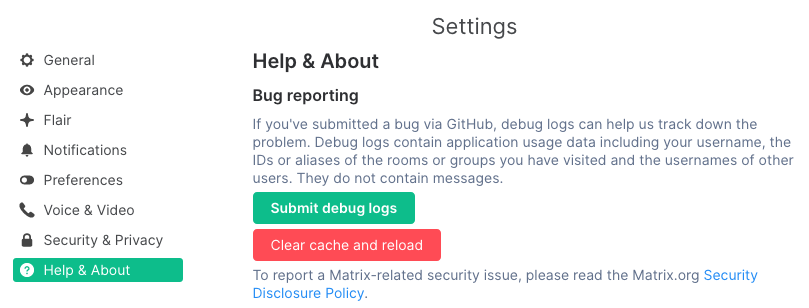 Settings
General
Appearance
Flair
Notifications
Preferences
Voice & Video
Security & Privacy
Help & About
Help & About
Bug reporting
If you've submitted a bug via GitHub, debug logs can help us track down the
problem. Debug logs contain application usage data including your username, the
IDs or aliases of the rooms or groups you have visited and the usernames of other
users. They do not contain messages.
Submit debug logs
Clear cache and reload
To report a Matrix-related security issue, please read the Matrix.org Security
Disclosure Policy.